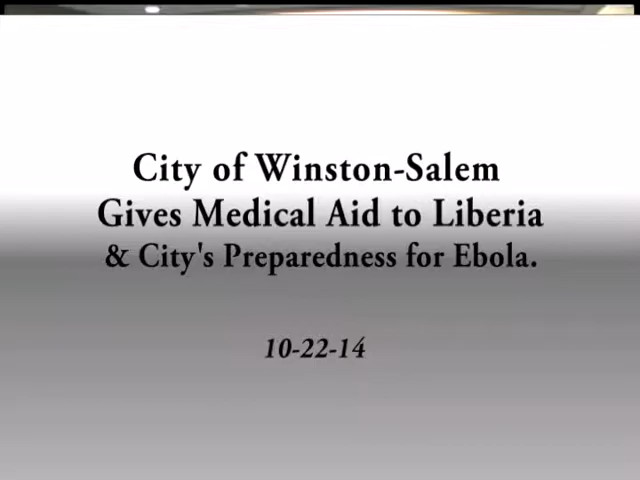 City of Winston-Salem
Gives Medical Aid to Liberia
& City's Preparedness for Ebola.
10-22-14